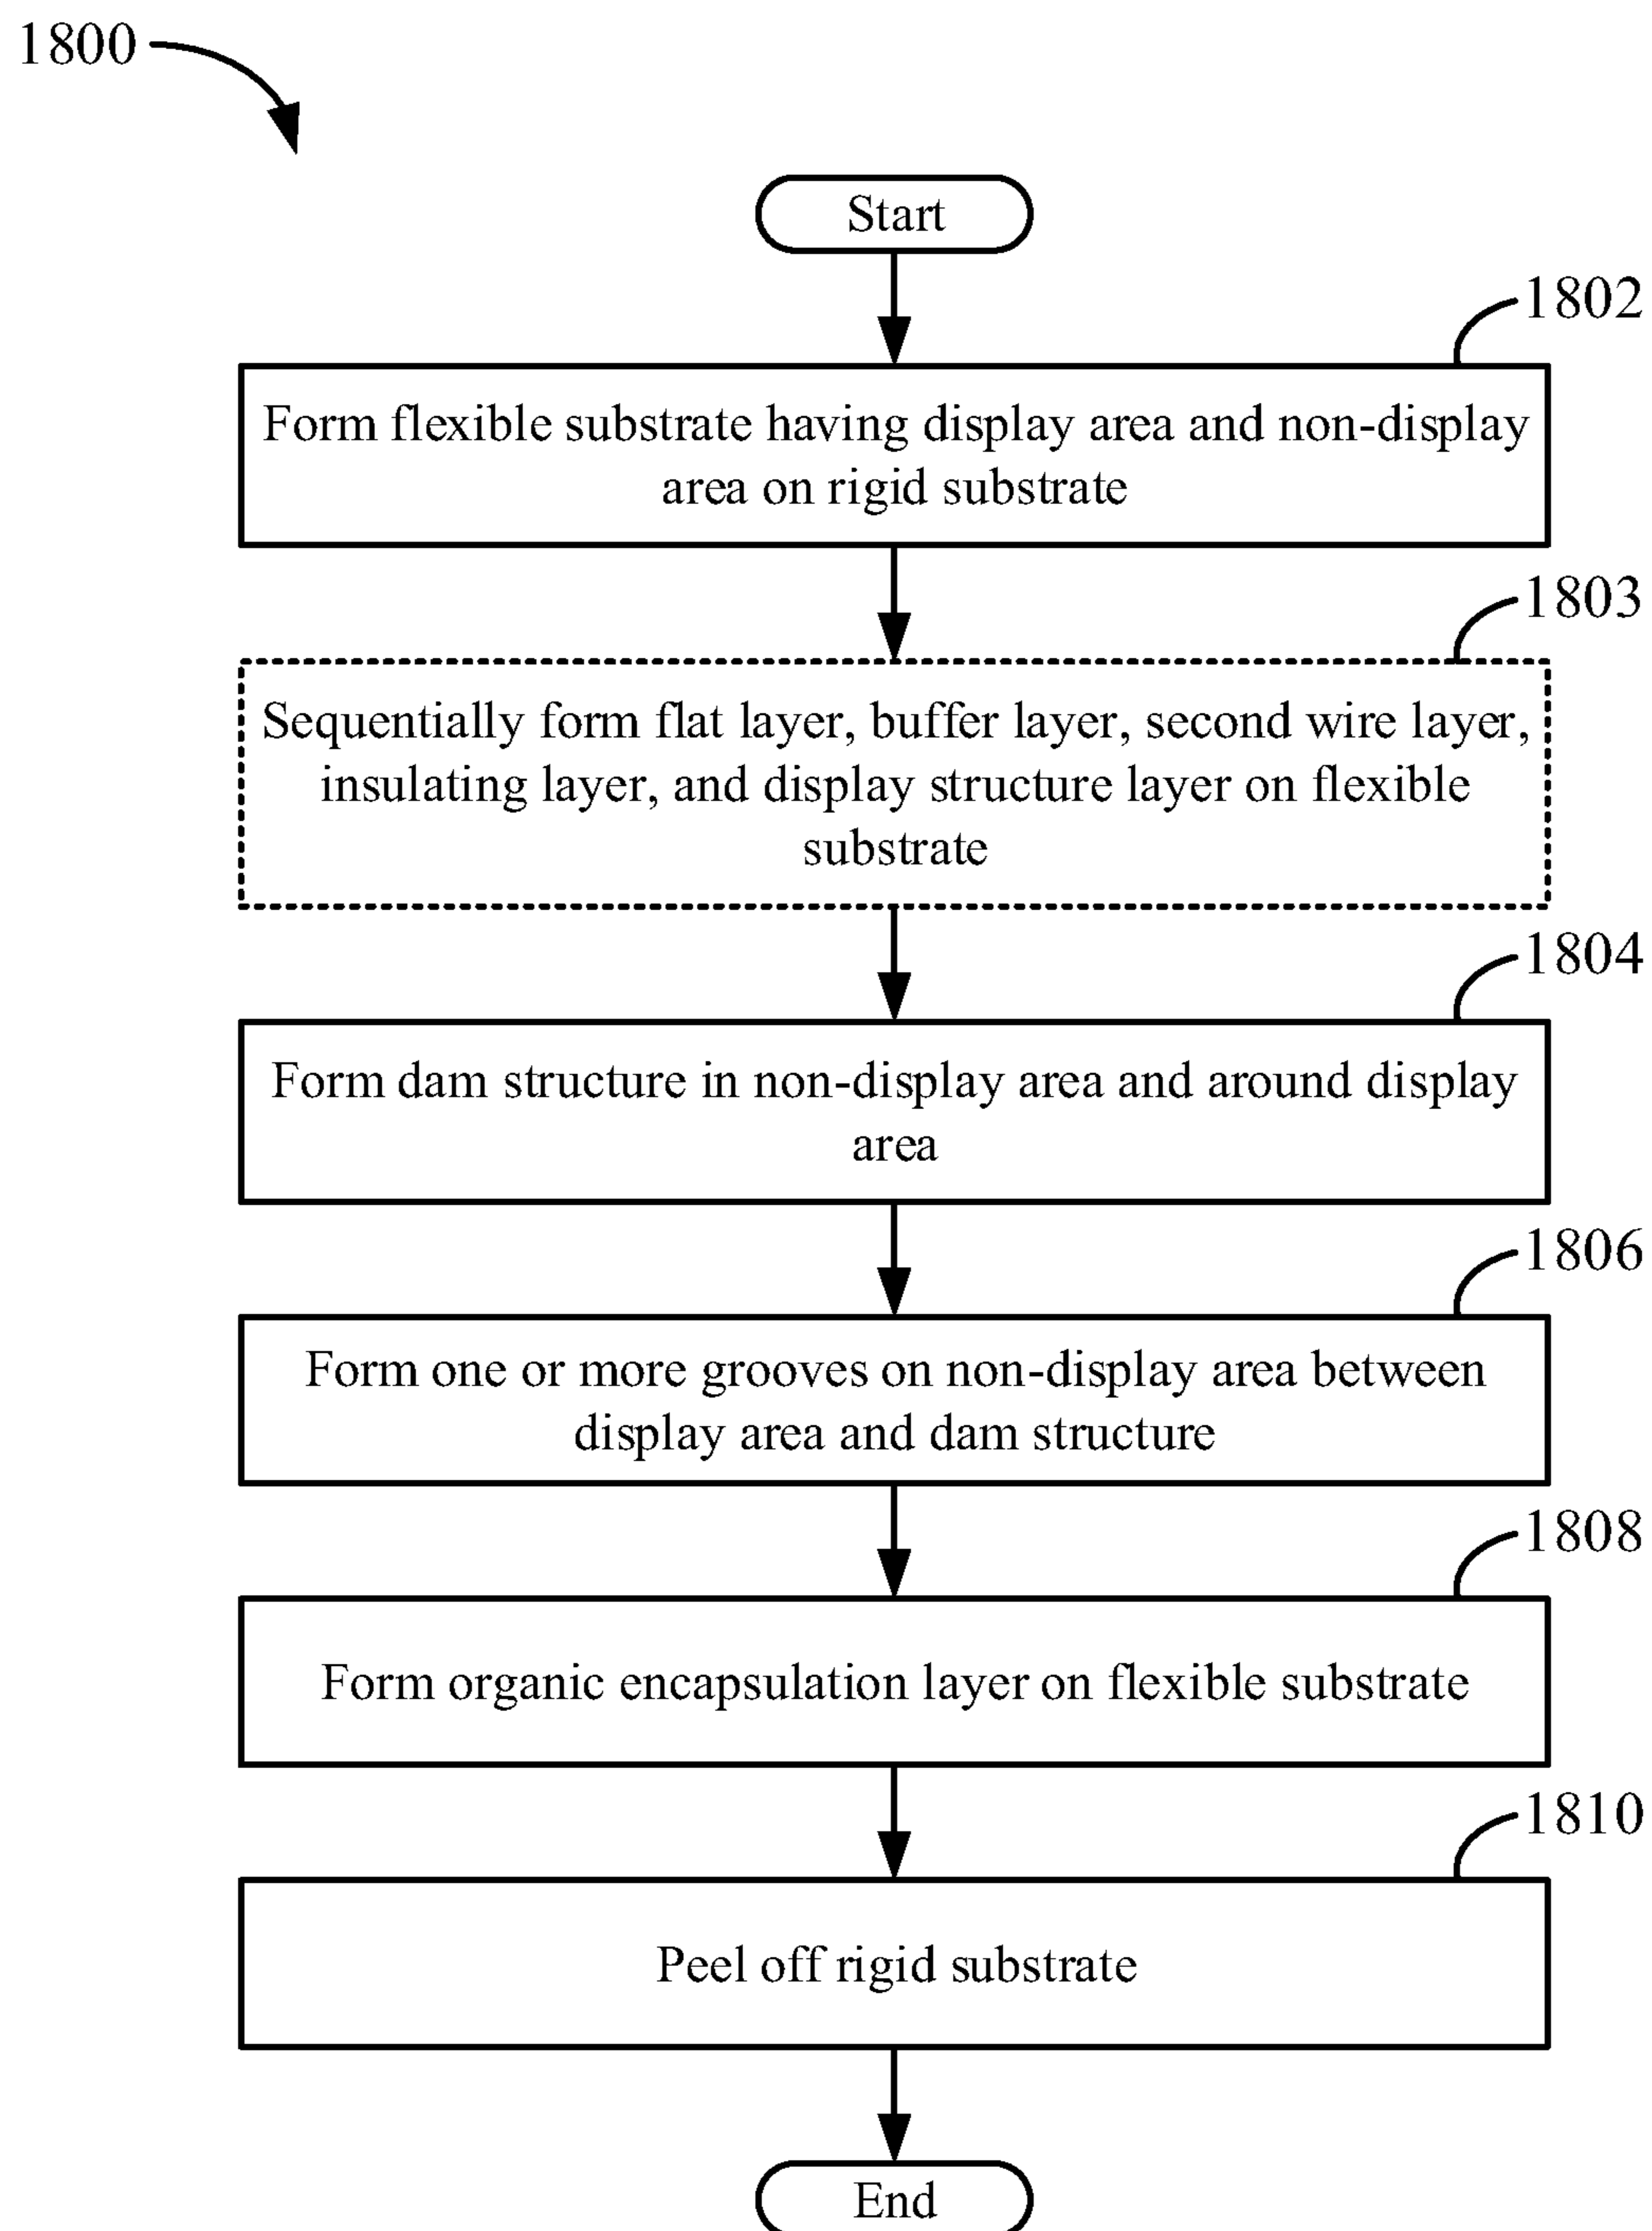 1800
Start
1802
Form flexible substrate having display area and non-display
area on rigid substrate
1803
Sequentially form flat layer, buffer layer, second wire layer,
insulating layer, and display structure layer on flexible
substrate
1804
Form dam structure in non-display area and around display
area
1806
Form one or more grooves on non-display area between
display area and dam structure
1808
Form organic encapsulation layer on flexible substrate
1810
Peel off rigid substrate
End